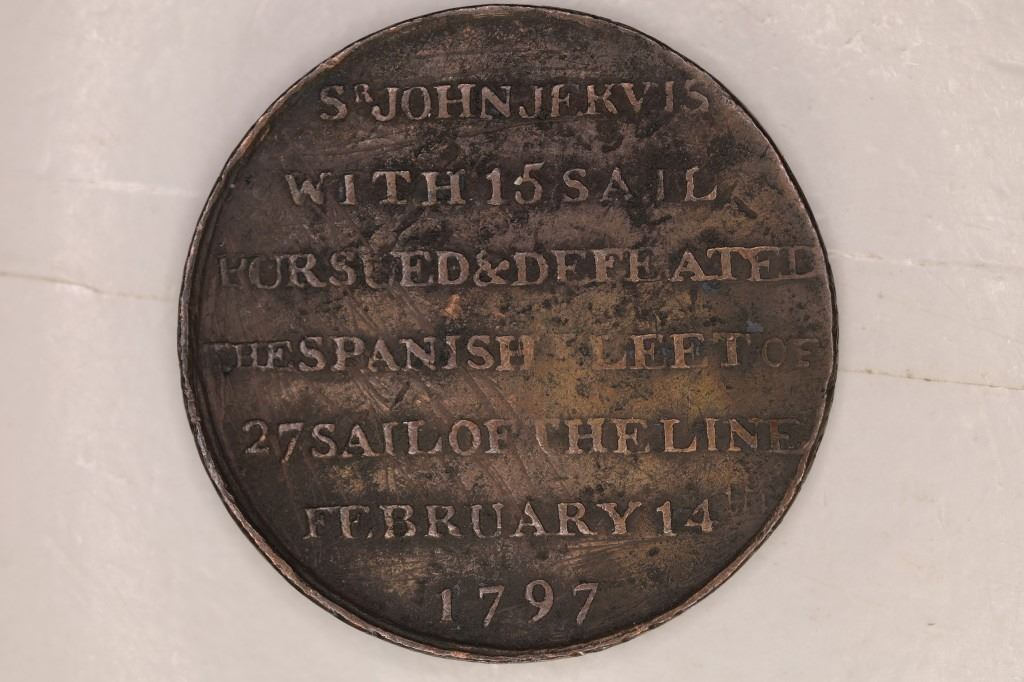 SR JOHN JERVIS
WITH 15 SAIL
PURSUED & DEFEATED
THE SPANISH FLEET OF
27 SAIL OF THE LINE
FEBRUARY 14TH
1797